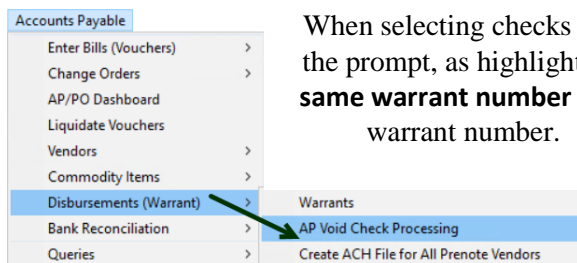 Accounts Payable
Enter Bills (Vouchers) >
Change Orders >
AP/PO Dashboard
Liquidate Vouchers
Vendors >
Commodity Items >
Disbursements (Warrant) >
Bank Reconciliation >
Queries >
Warrants
AP Void Check Processing
Create ACH File for All Prenote Vendors
When selecting checks
the prompt, as highlight
same warrant number
warrant number.